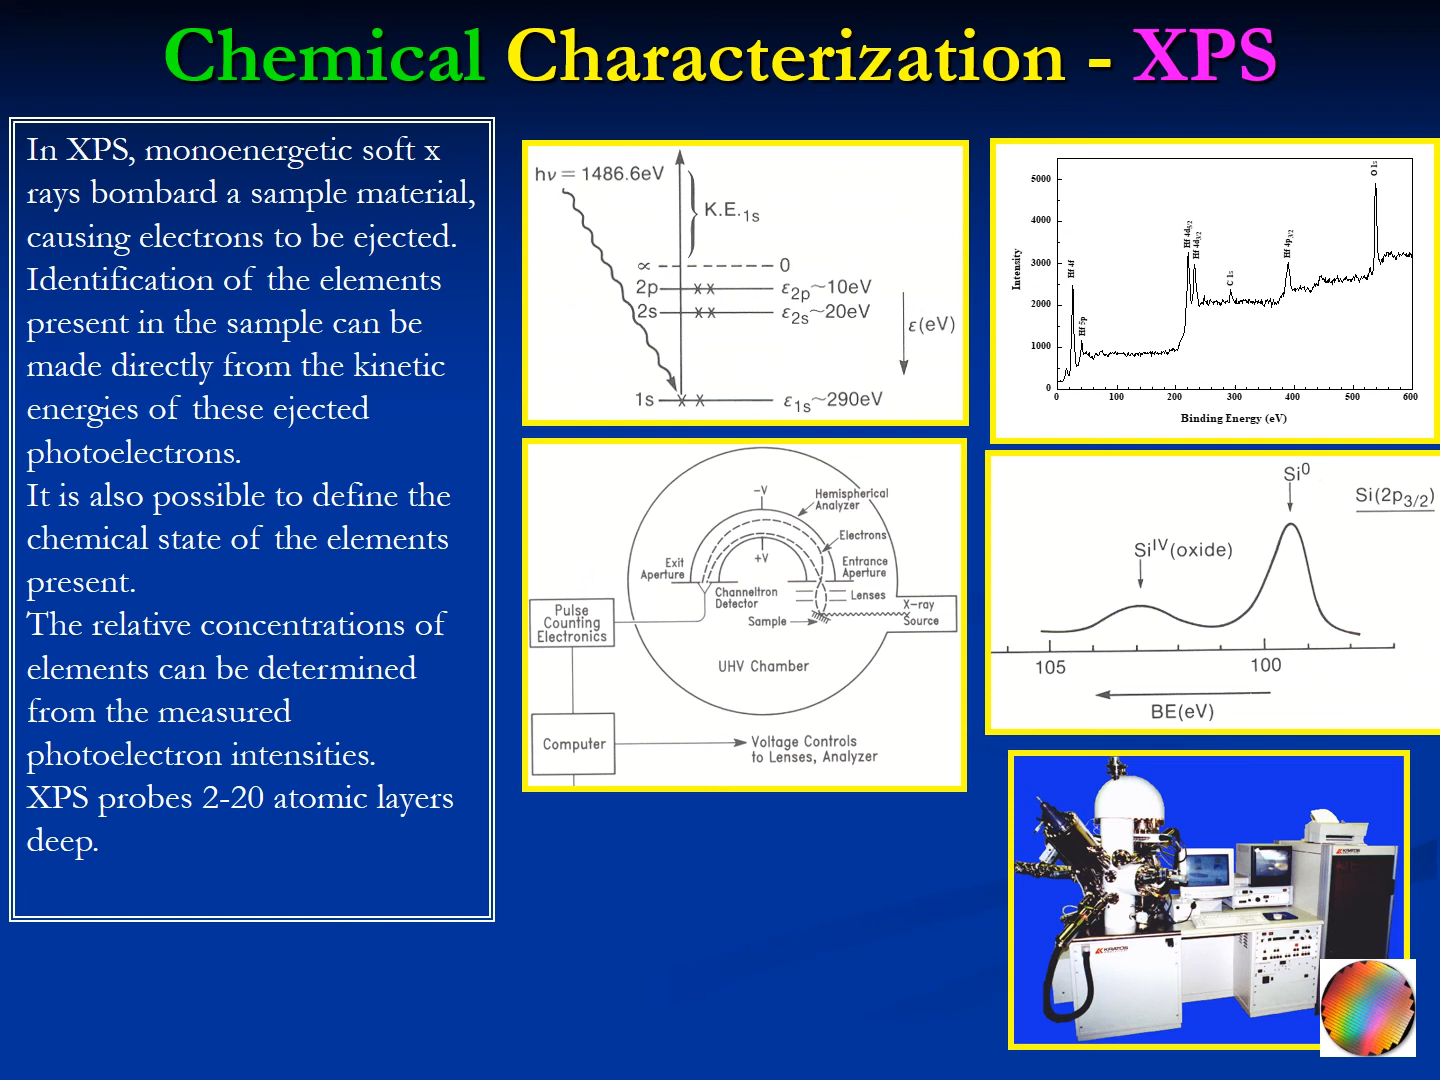 Chemical Characterization - XPS
In XPS, monoenergetic soft x
rays bombard a sample material,
causing electrons to be ejected.
Identification of the elements
present in the sample can be
made directly from the kinetic
energies of these ejected
photoelectrons.
It is also possible to define the
chemical state of the elements
present.
The relative concentrations of
elements can be determined
from the measured
photoelectron intensities.
XPS probes 2-20 atomic layers
deep.
hν = 1486.6eV
K.E.1s
∝ 0
2p xx ε2p~10eV
2s xx ε2s~20eV
ε(eV)
1s x x ε1s~290eV
5000
4000
3000
2000
1000
0
Intensity
Hf 4f
Hf 5p
Hf 4d5/2
Hf 4d3/2
C 1s
Hf 4p3/2
O 1s
0 100 200 300 400 500 600
Binding Energy (eV)
-V
Hemispherical
Analyzer
Electrons
+V
Exit
Aperture
Entrance
Aperture
Channeltron
Detector
Lenses
Sample
X-ray
Source
Pulse
Counting
Electronics
UHV Chamber
Computer
Voltage Controls
to Lenses, Analyzer
Si0
Si(2p3/2)
SiIV(oxide)
105 100
BE(eV)
KRATOS
KRATOS